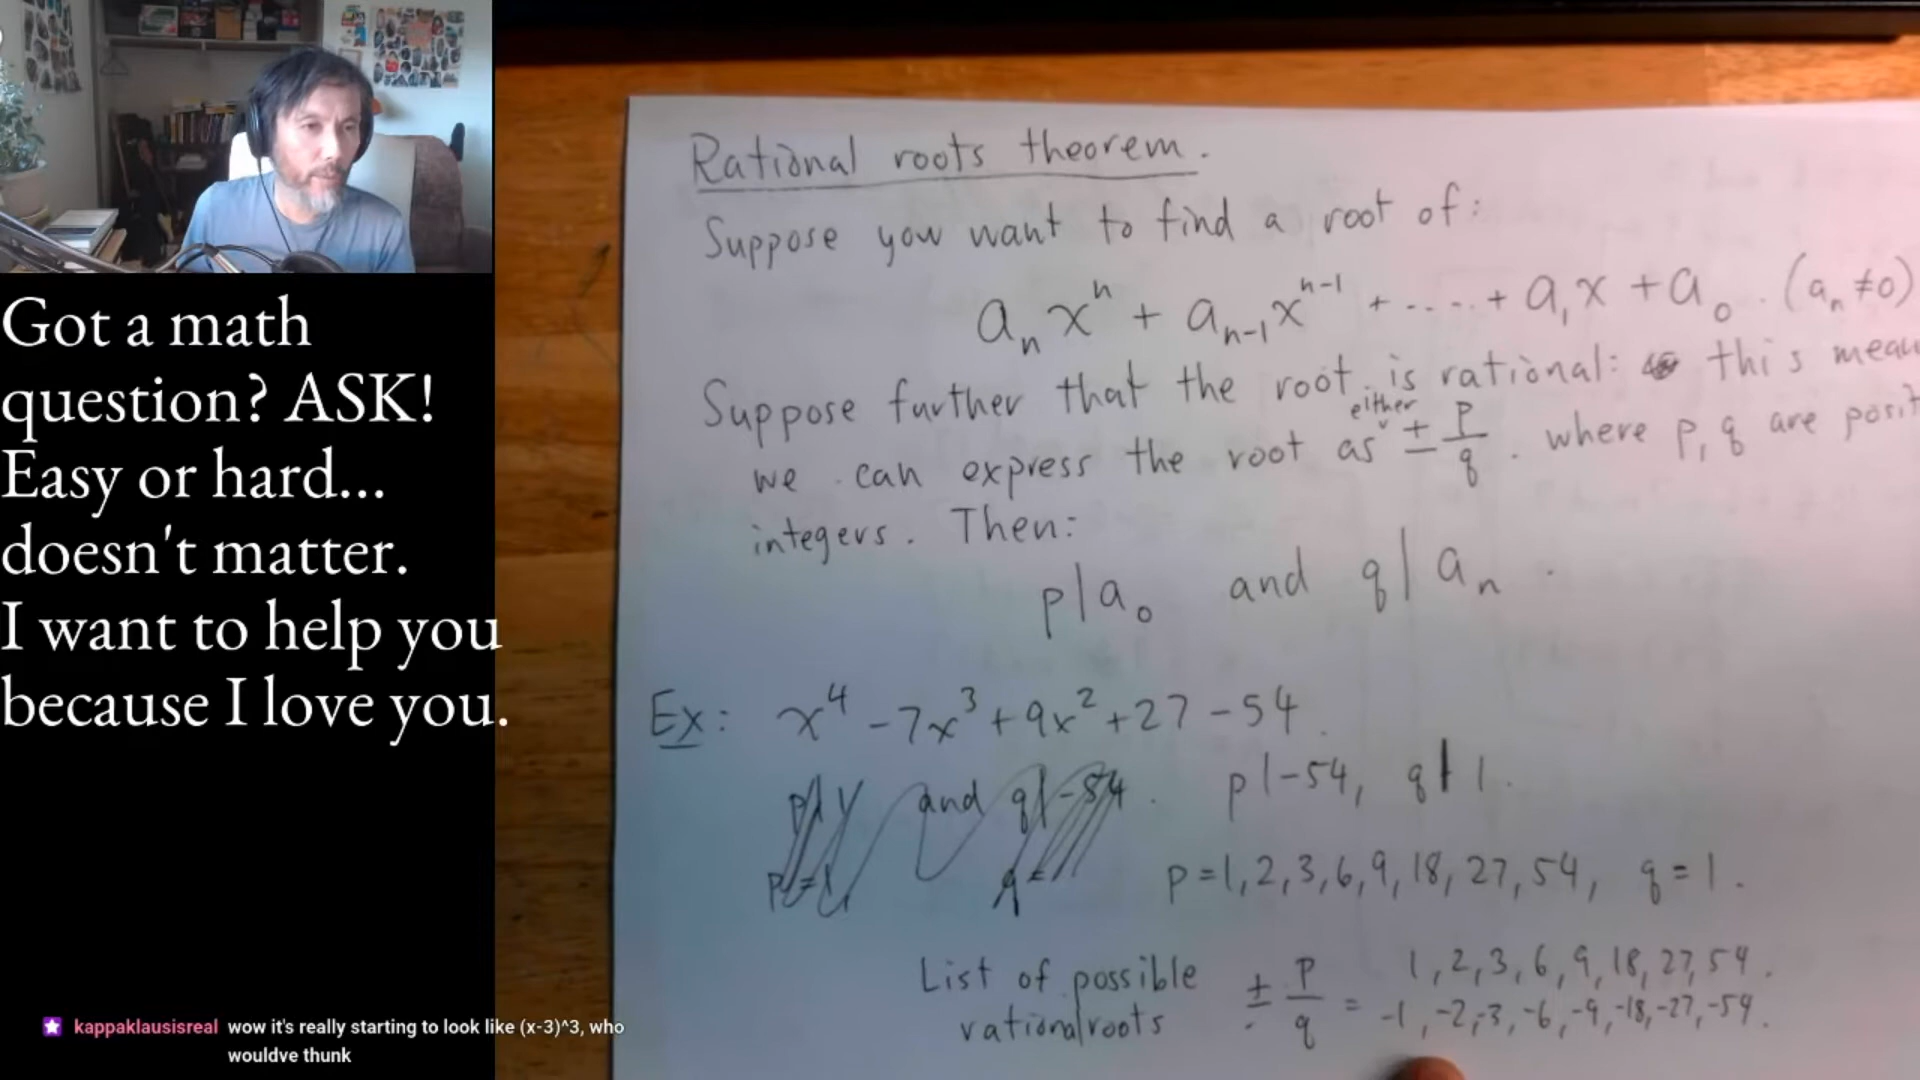 Got a math
question? ASK!
Easy or hard...
doesn't matter.
I want to help you
because I love you.
kappaklausisreal wow it's really starting to look like (x-3)^3, who
wouldve thunk
Rational roots theorem.
Suppose you want to find a root of:
aₙxⁿ + aₙ₋₁xⁿ⁻¹ + ..... + a₁x + a₀. (aₙ≠0)
Suppose further that the root is rational: this mean
either
we can express the root as ± p/q. where p, q are posit
integers. Then:
p|a₀ and q|aₙ.
Ex: x⁴ - 7x³ + 9x² + 27 - 54.
and q|-54. p|-54, q|1.
p=1,2,3,6,9,18,27,54, q=1.
List of possible ± p/q = 1,2,3,6,9,18,27,54.
rational roots -1,-2,-3,-6,-9,-18,-27,-54.